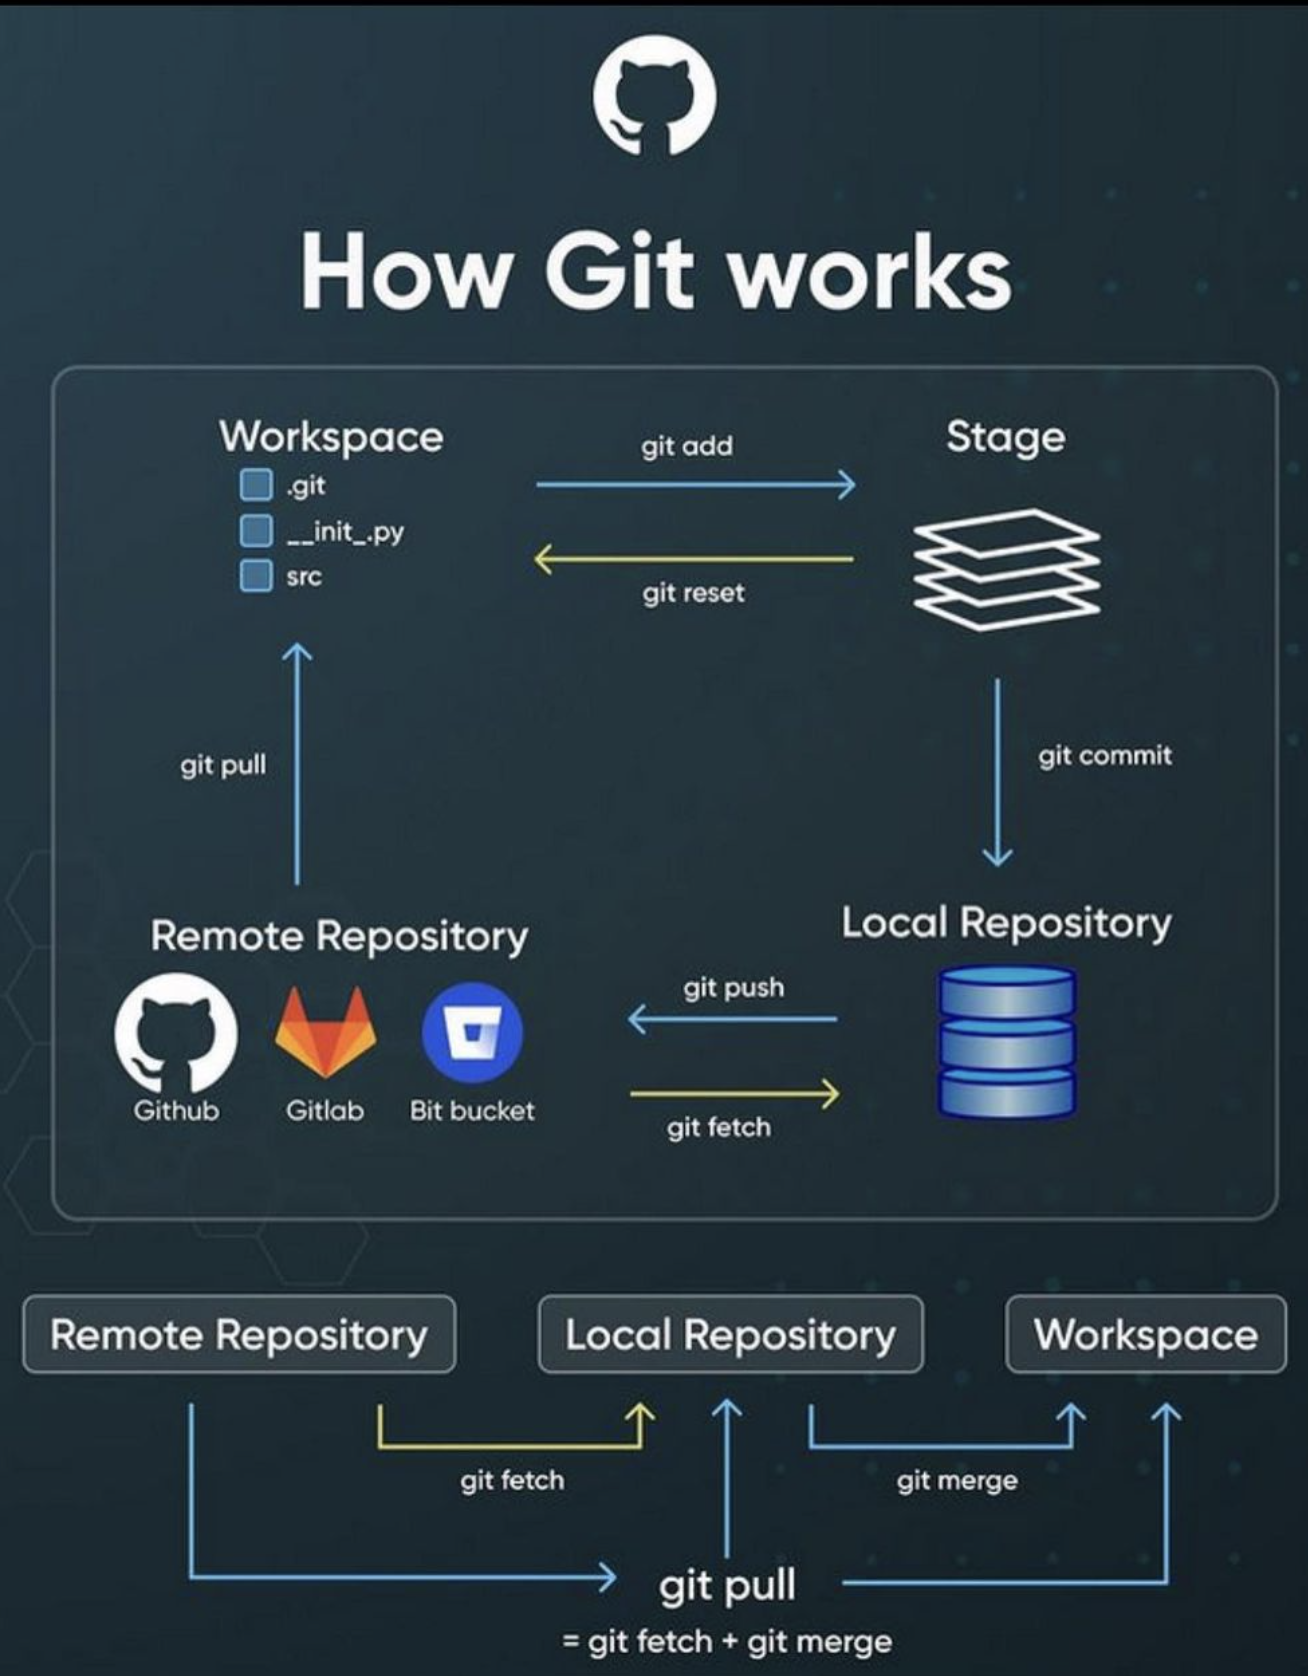 How Git works
Workspace
.git
__init_.py
src
git add
git reset
Stage
git pull
git commit
Remote Repository
Github
Gitlab
Bit bucket
git push
git fetch
Local Repository
Remote Repository
Local Repository
Workspace
git fetch
git merge
git pull
= git fetch + git merge